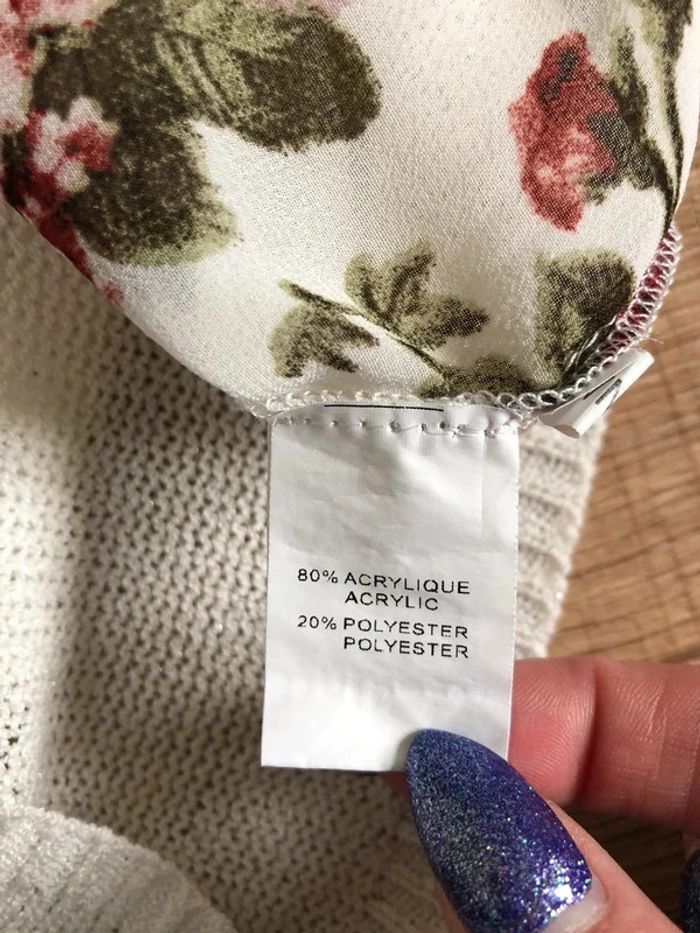 80% ACRYLIQUE
ACRYLIC
20% POLYESTER
POLYESTER